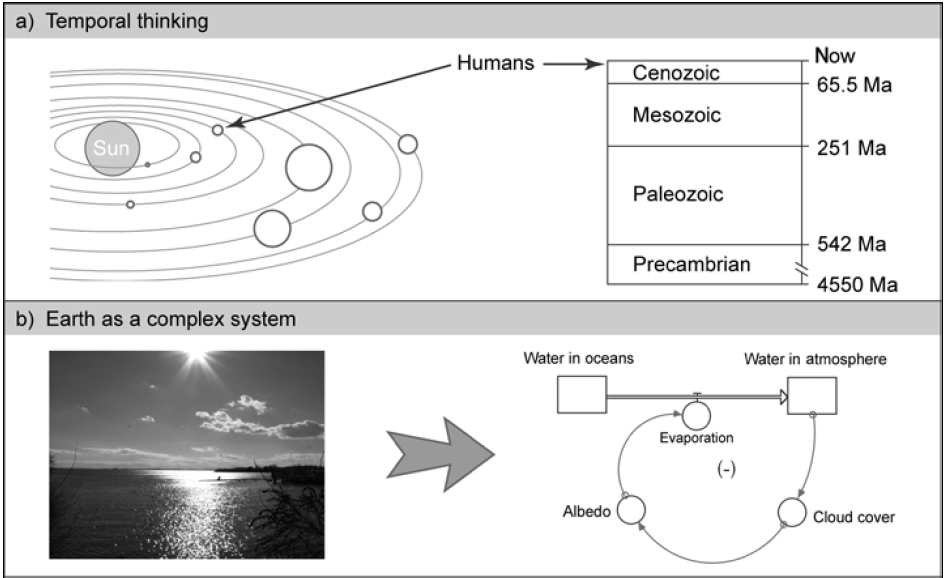 a) Temporal thinking
Humans
Sun
Now
Cenozoic
65.5 Ma
Mesozoic
251 Ma
Paleozoic
542 Ma
Precambrian
4550 Ma
b) Earth as a complex system
Water in oceans
Water in atmosphere
Evaporation
(-)
Albedo
Cloud cover